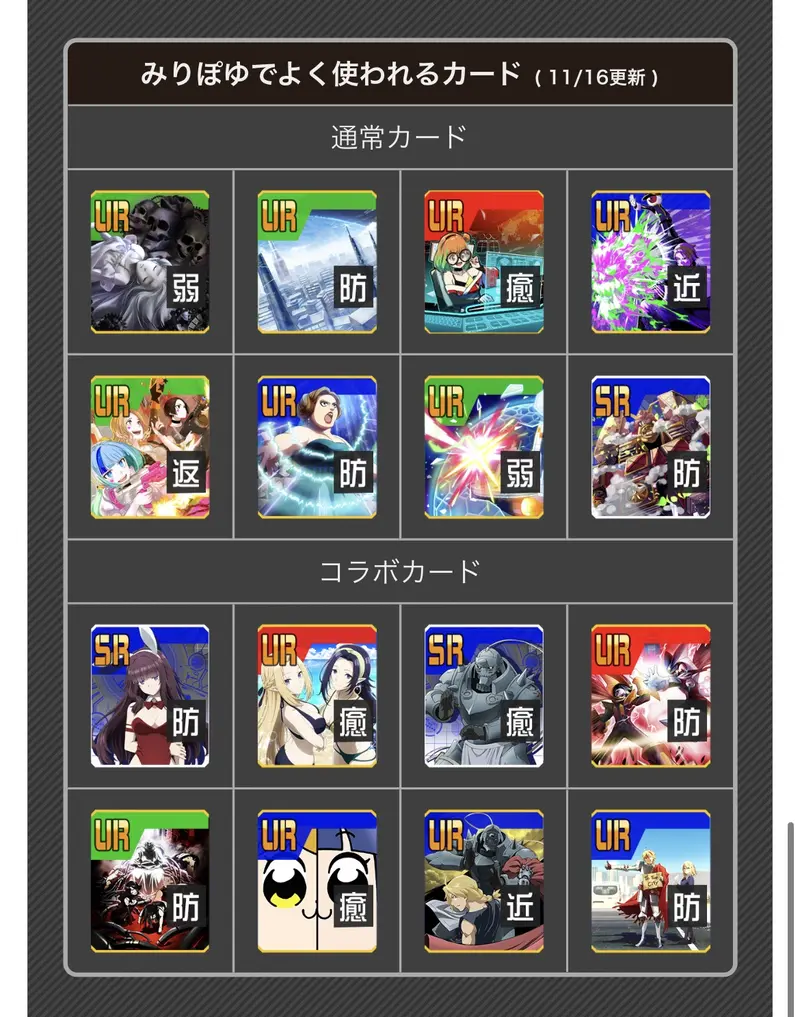 みりぽゆでよく使われるカード ( 11/16更新 )
通常カード
UR UR UR UR
弱 防 癒 近
UR UR UR SR
返 防 弱 防
コラボカード
SR UR SR UR
防 癒 癒 防
UR UR UR UR
防 癒 近 防